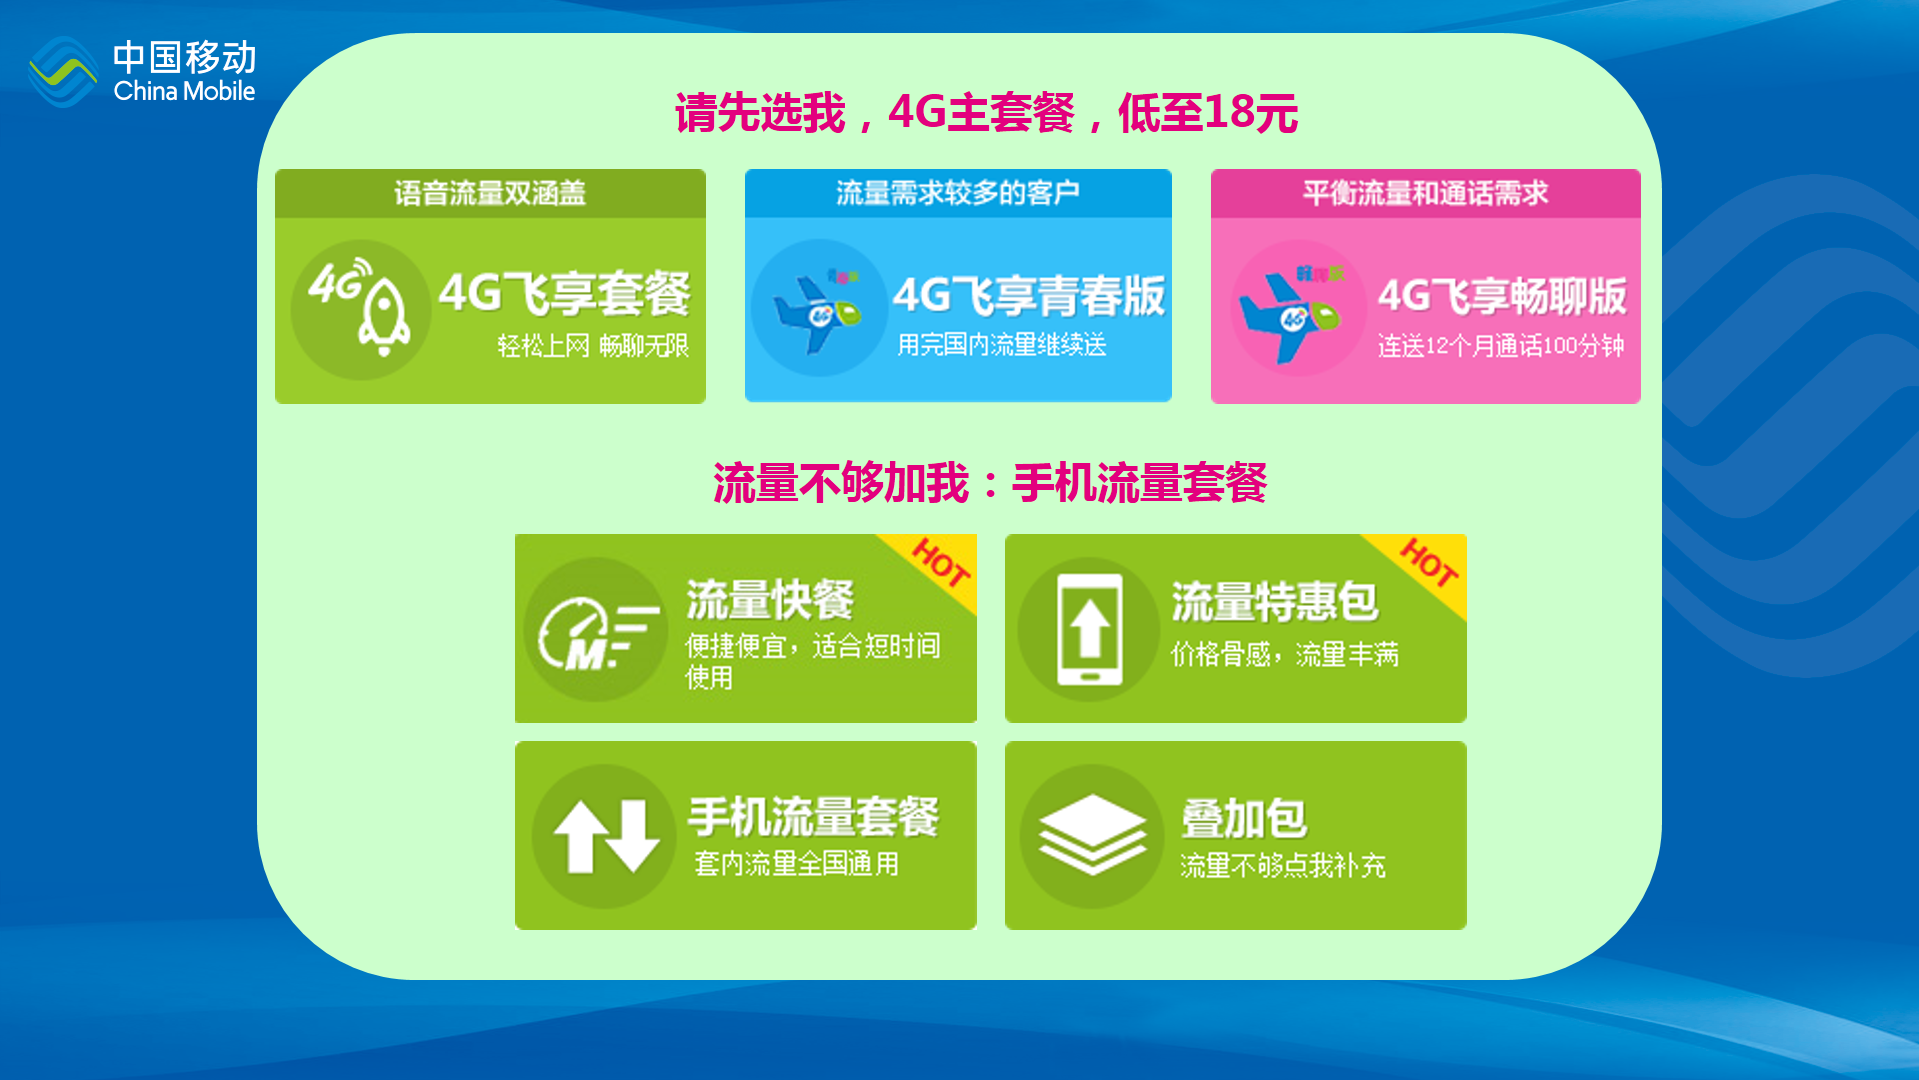 中国移动
China Mobile
请先选我，4G主套餐，低至18元
语音流量双涵盖
4G
4G飞享套餐
轻松上网 畅聊无限
流量需求较多的客户
4G
4G飞享青春版
用完国内流量继续送
平衡流量和通话需求
4G
4G飞享畅聊版
连送12个月通话100分钟
流量不够加我：手机流量套餐
HOT
M
流量快餐
便捷便宜，适合短时间
使用
HOT
流量特惠包
价格骨感，流量丰满
手机流量套餐
套内流量全国通用
叠加包
流量不够点我补充